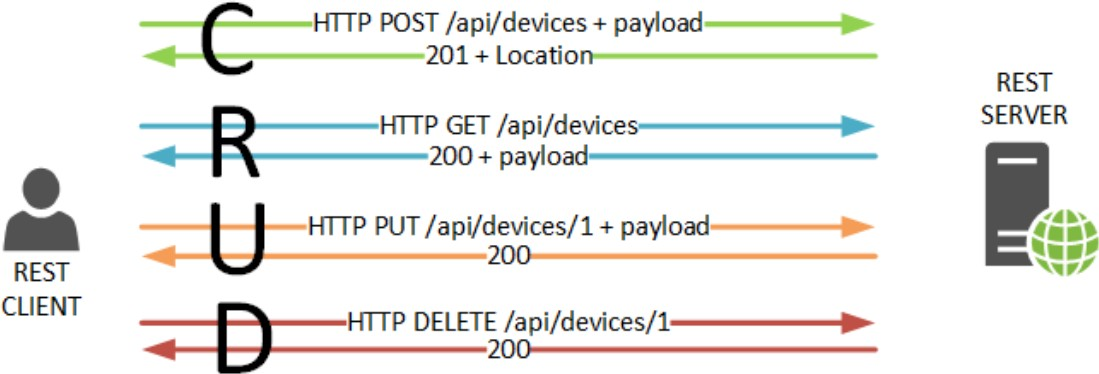 C
HTTP POST /api/devices + payload
201 + Location
R
HTTP GET /api/devices
200 + payload
U
HTTP PUT /api/devices/1 + payload
200
D
HTTP DELETE /api/devices/1
200
REST
CLIENT
REST
SERVER